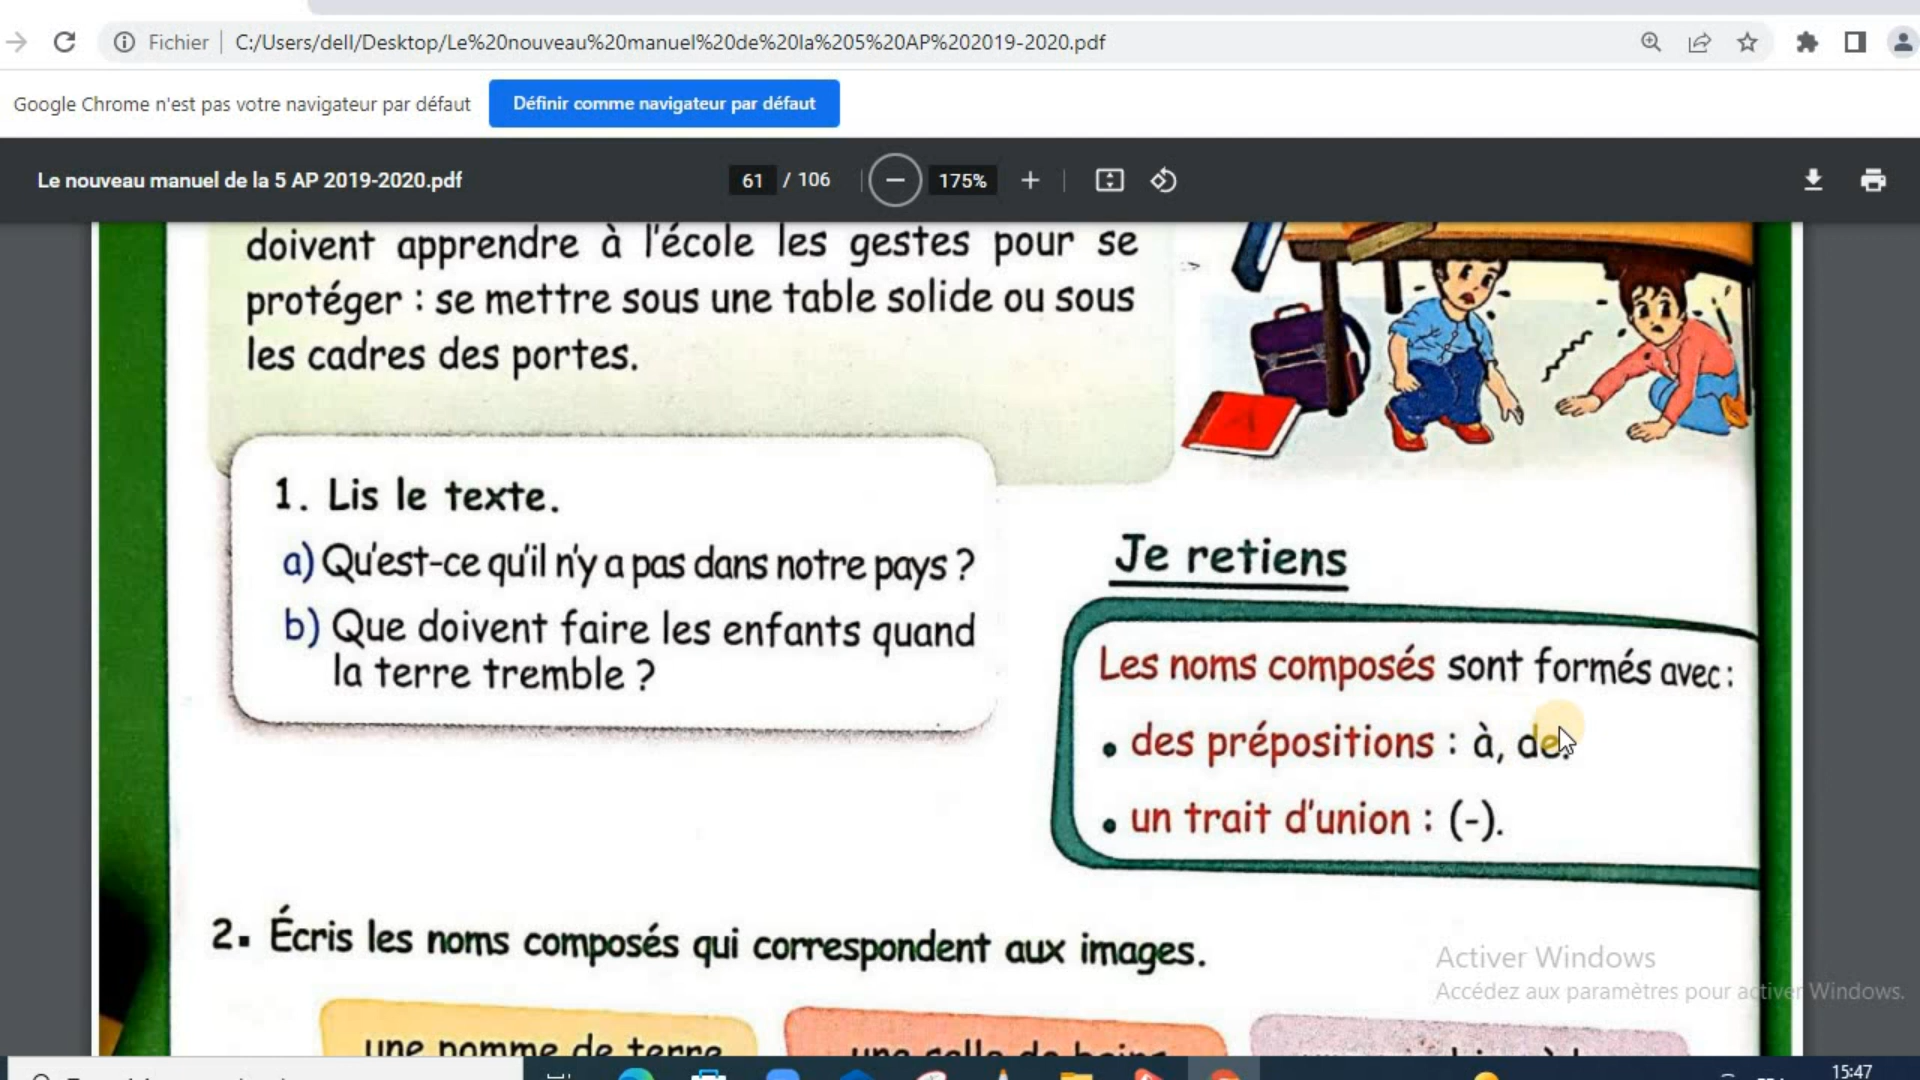 Fichier C:/Users/dell/Desktop/Le%20nouveau%20manuel%20de%20la%205%20AP%202019-2020.pdf
Google Chrome n'est pas votre navigateur par défaut Définir comme navigateur par défaut
Le nouveau manuel de la 5 AP 2019-2020.pdf 61 / 106 175%
doivent apprendre à l'école les gestes pour se
protéger : se mettre sous une table solide ou sous
les cadres des portes.
1. Lis le texte.
a) Qu'est-ce qu'il n'y a pas dans notre pays ?
b) Que doivent faire les enfants quand
la terre tremble ?
Je retiens
Les noms composés sont formés avec :
• des prépositions : à, de.
• un trait d'union : (-).
2. Écris les noms composés qui correspondent aux images.
Activer Windows
Accédez aux paramètres pour activer Windows.
une pomme de terre
une salle de bains
15:47